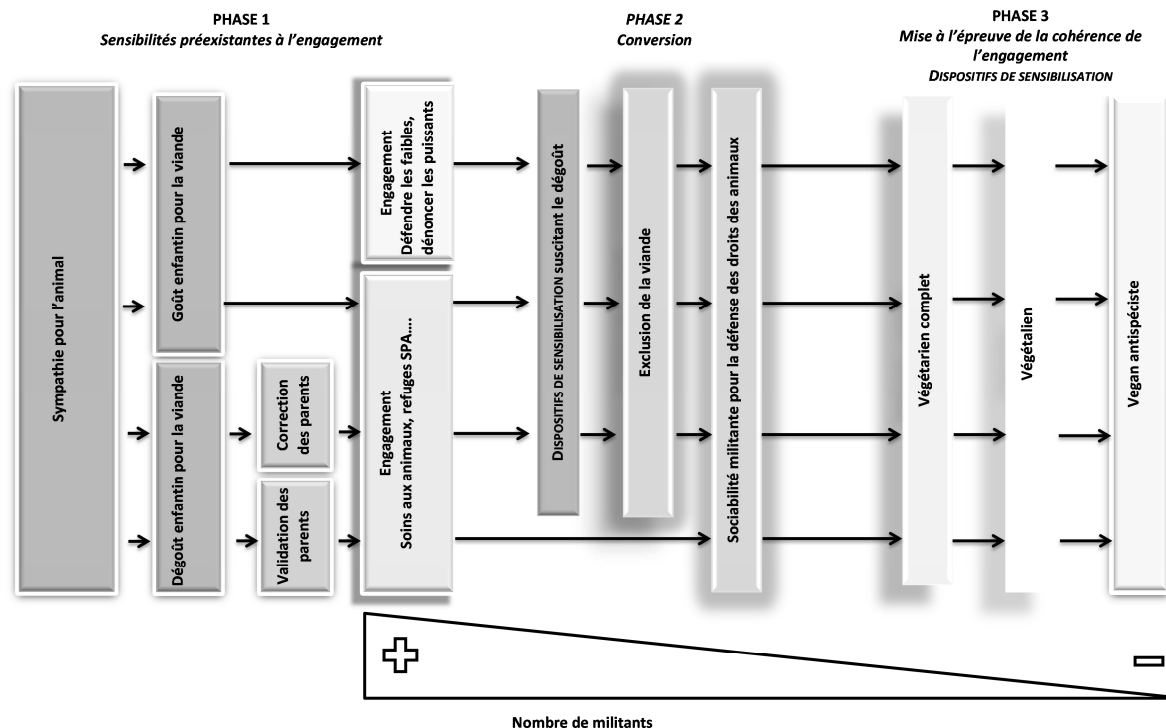 PHASE 1
Sensibilités préexistantes à l'engagement
PHASE 2
Conversion
PHASE 3
Mise à l'épreuve de la cohérence de
l'engagement
DISPOSITIFS DE SENSIBILISATION
Sympathie pour l'animal
Goût enfantin pour la viande
Dégoût enfantin pour la viande
Correction
des parents
Validation des
parents
Engagement
Défendre les faibles,
dénoncer les puissants
Engagement
Soins aux animaux, refuges SPA....
DISPOSITIFS DE SENSIBILISATION suscitant le dégoût
Exclusion de la viande
Sociabilité militante pour la défense des droits des animaux
Végétarien complet
Végétalien
Vegan antispéciste
Nombre de militants